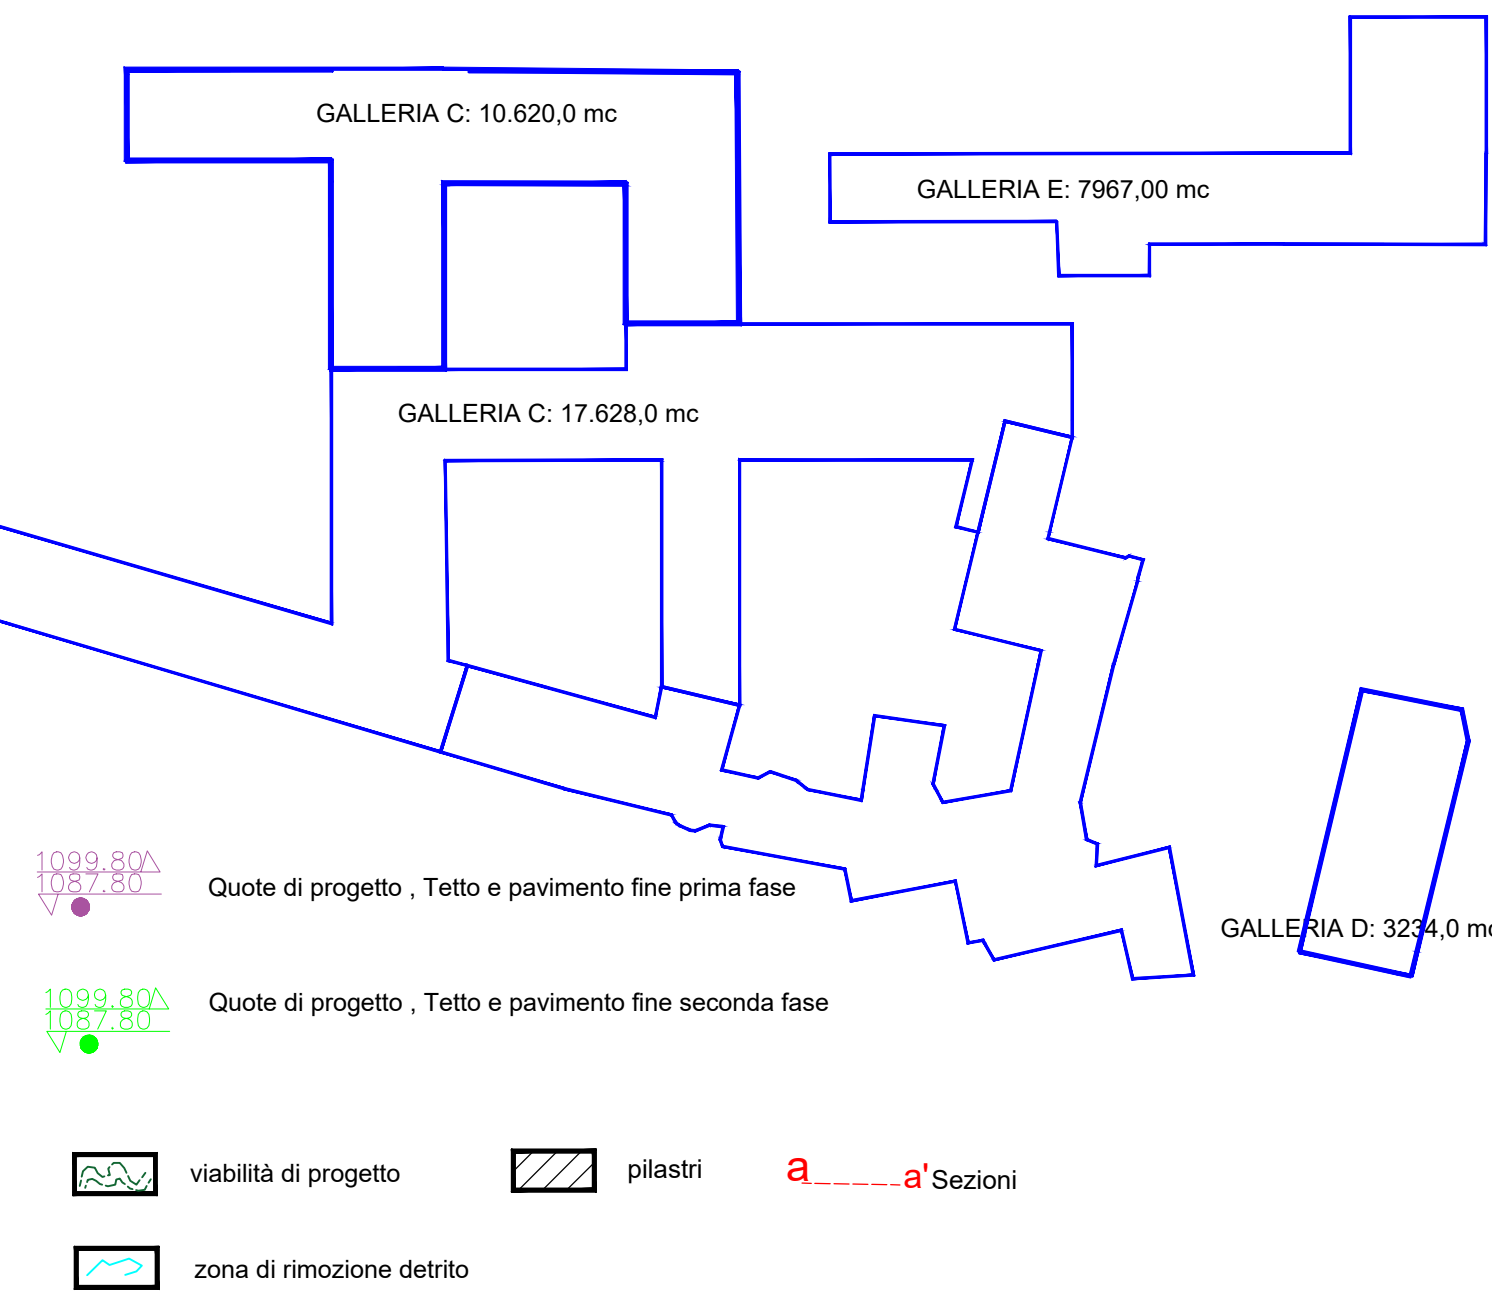 GALLERIA C: 10.620,0 mc
GALLERIA E: 7967,00 mc
GALLERIA C: 17.628,0 mc
GALLERIA D: 3234,0 mc
1099.80
1087.80
Quote di progetto , Tetto e pavimento fine prima fase
1099.80
1087.80
Quote di progetto , Tetto e pavimento fine seconda fase
viabilità di progetto
pilastri
a a' Sezioni
zona di rimozione detrito